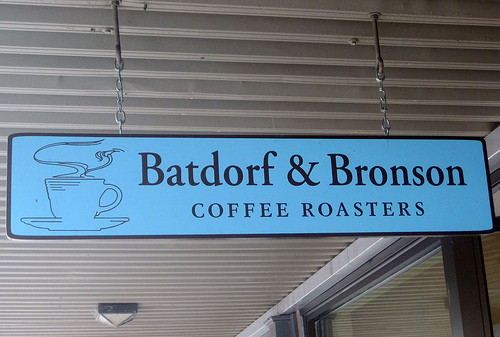 Batdorf & Bronson
COFFEE ROASTERS